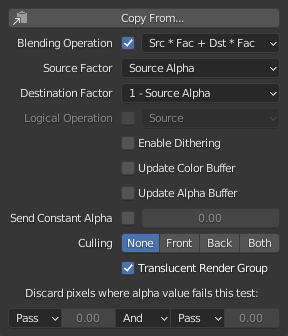 Copy From...
Blending Operation Src * Fac + Dst * Fac
Source Factor Source Alpha
Destination Factor 1 - Source Alpha
Logical Operation Source
Enable Dithering
Update Color Buffer
Update Alpha Buffer
Send Constant Alpha 0.00
Culling None Front Back Both
Translucent Render Group
Discard pixels where alpha value fails this test:
Pass 0.00 And Pass 0.00